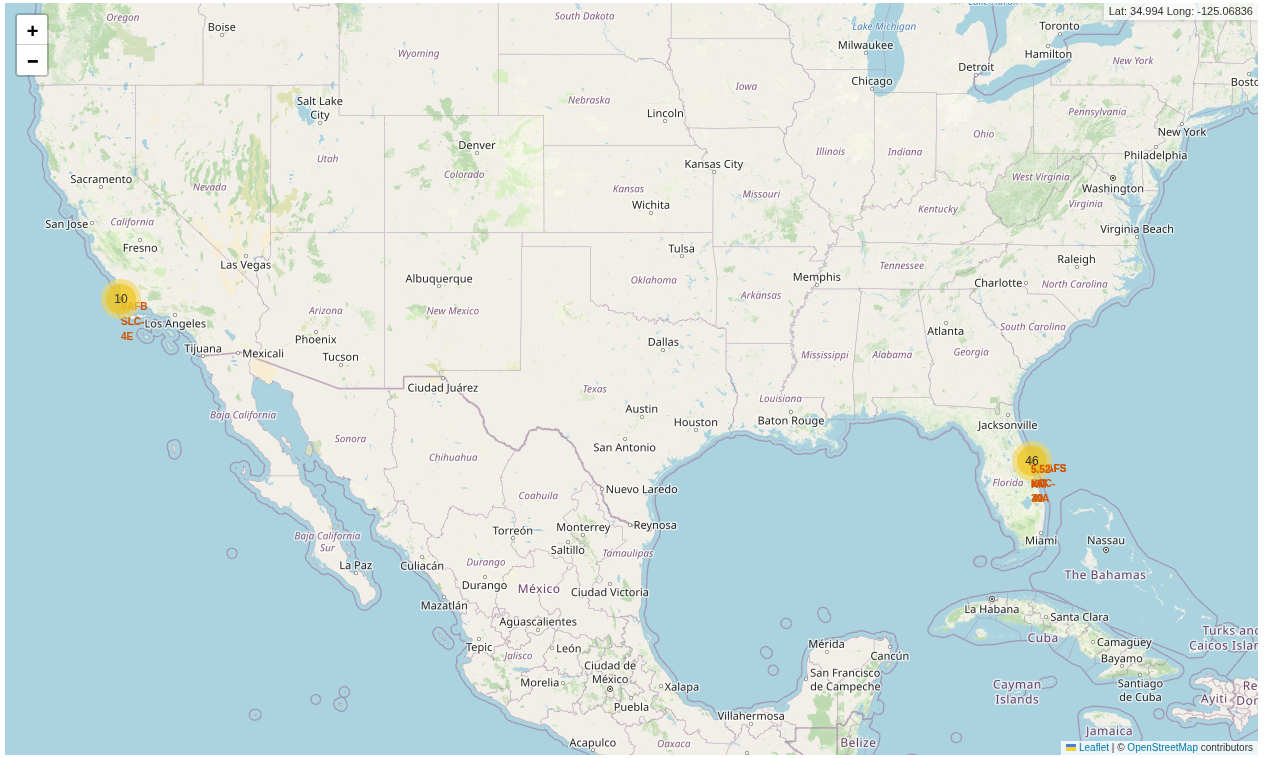 Lat: 34.994 Long: -125.06836
+
−
Oregon
Boise
South Dakota
Lake Michigan
Toronto
Milwaukee
Hamilton
Wyoming
Detroit
New York
Chicago
Iowa
Salt Lake
City
Nebraska
Lincoln
Pennsylvania
New York
Denver
Ohio
Utah
Illinois
Indiana
Philadelphia
Kansas City
Colorado
Sacramento
Nevada
Kansas
Missouri
West Virginia
Washington
Wichita
Virginia
San Jose
California
Kentucky
Virginia Beach
Fresno
Tulsa
Las Vegas
Raleigh
Tennessee
Albuquerque
Oklahoma
Memphis
Charlotte
North Carolina
10
Arkansas
SLC-
4E
Los Angeles
Arizona
New Mexico
South Carolina
Phoenix
Atlanta
Tijuana
Mexicali
Tucson
Dallas
Mississippi
Alabama
Georgia
Ciudad Juárez
Texas
Louisiana
Baja California
Austin
Houston
Baton Rouge
Jacksonville
Sonora
San Antonio
Chihuahua
46
Florida
Coahuila
Nuevo Laredo
Baja California
Sur
Torreón
Monterrey
Reynosa
Saltillo
Tamaulipas
Miami
Nassau
La Paz
Culiacán
Durango
The Bahamas
Durango
México
Ciudad Victoria
Mazatlán
La Habana
Santa Clara
Aguascalientes
Turks and
Caicos Islan
Cuba
Camagüey
Tepic
Jalisco
León
Mérida
Cancún
Bayamo
Ciudad de
México
San Francisco
de Campeche
Morelia
Xalapa
Cayman
Islands
Santiago
de Cuba
Puebla
Ayiti
Villahermosa
Jamaica
Acapulco
Oaxaca
Belize
Leaflet | © OpenStreetMap contributors